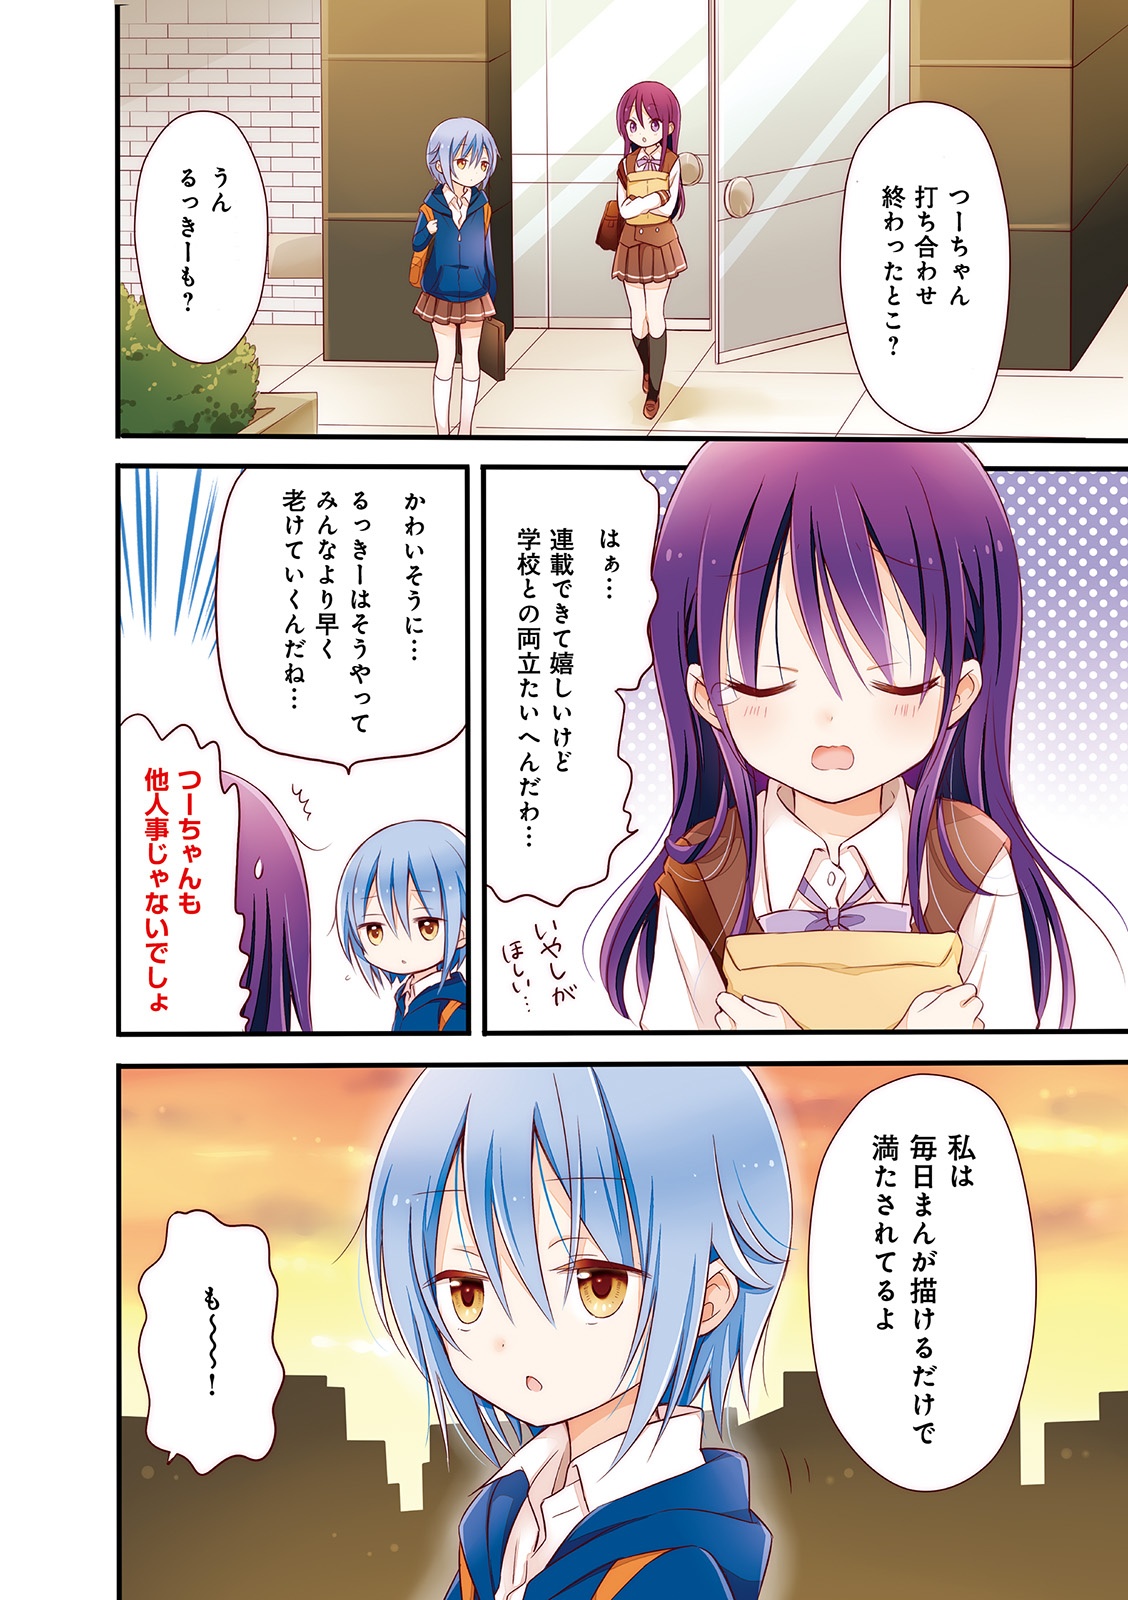 つーちゃん
打ち合わせ
終わったとこ?
うん
るっきーも?
はぁ…
連載できて嬉しいけど
学校との両立たいへんだわ…
いやしが
ほしい…
かわいそうに…
るっきーはそうやって
みんなより早く
老けていくんだね…
つーちゃんも
他人事じゃないでしょ
私は
毎日まんが描けるだけで
満たされてるよ
も〜〜〜!